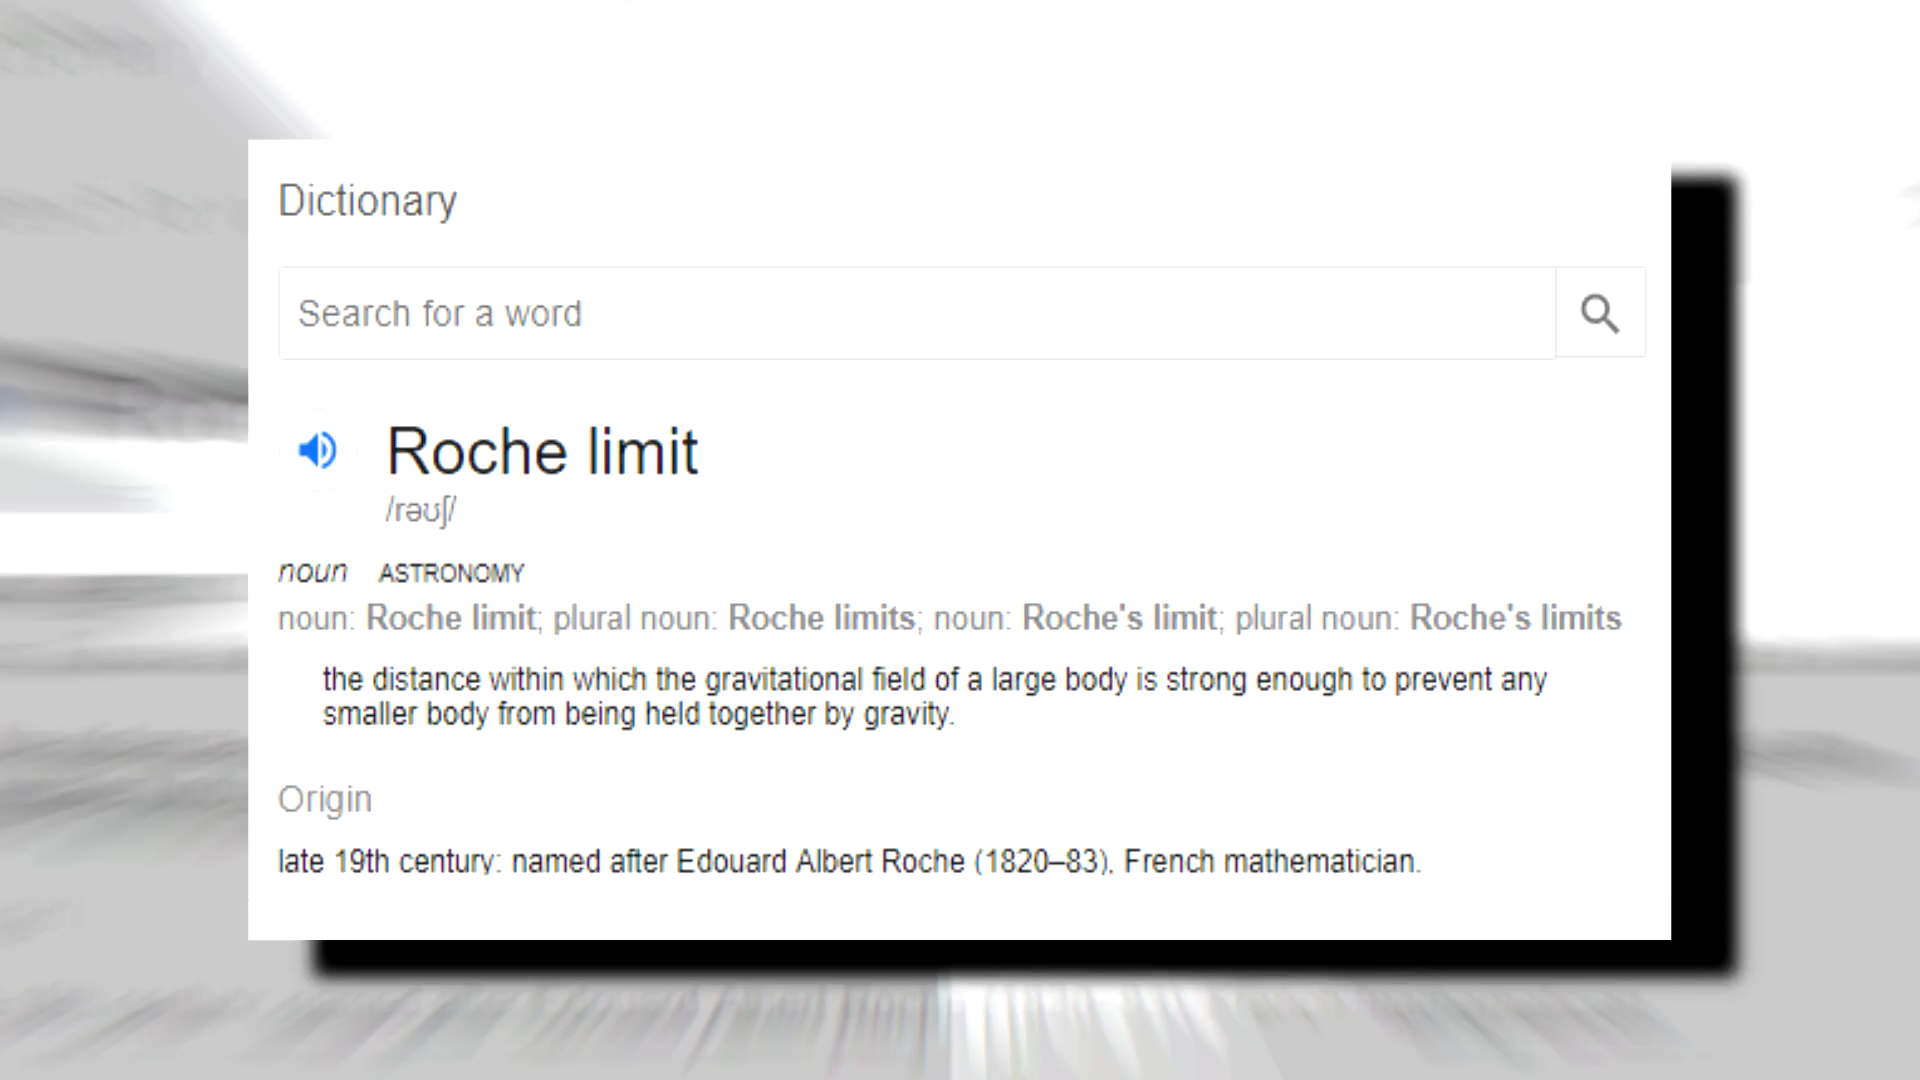 Dictionary
Search for a word
Roche limit
/rəʊʃ/
noun ASTRONOMY
noun: Roche limit; plural noun: Roche limits; noun: Roche's limit; plural noun: Roche's limits
the distance within which the gravitational field of a large body is strong enough to prevent any
smaller body from being held together by gravity.
Origin
late 19th century: named after Edouard Albert Roche (1820–83), French mathematician.